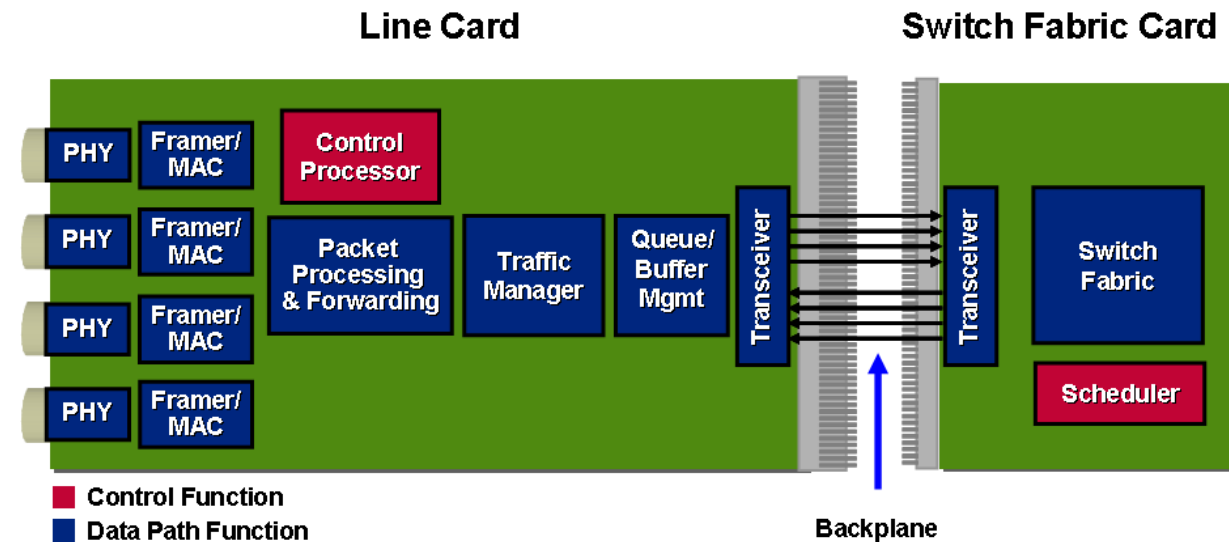 Line Card
Switch Fabric Card
PHY
Framer/
MAC
PHY
Framer/
MAC
PHY
Framer/
MAC
PHY
Framer/
MAC
Control
Processor
Packet
Processing
& Forwarding
Traffic
Manager
Queue/
Buffer
Mgmt
Transceiver
Transceiver
Switch
Fabric
Scheduler
Control Function
Data Path Function
Backplane